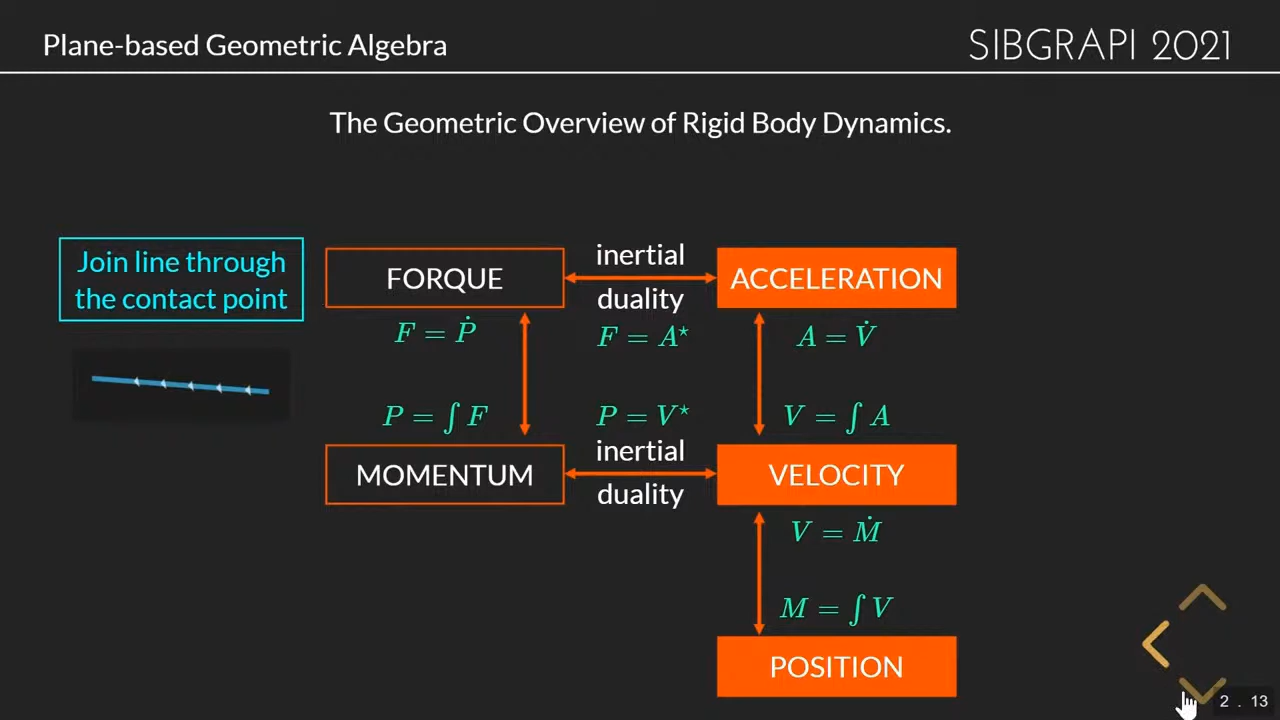 Plane-based Geometric Algebra
SIBGRAPI 2021
The Geometric Overview of Rigid Body Dynamics.
Join line through
the contact point
FORQUE
inertial
duality
ACCELERATION
F = Ṗ
F = A⋆
A = V̇
P = ∫ F
P = V⋆
V = ∫ A
MOMENTUM
inertial
duality
VELOCITY
V = Ṁ
M = ∫ V
POSITION
2 . 13